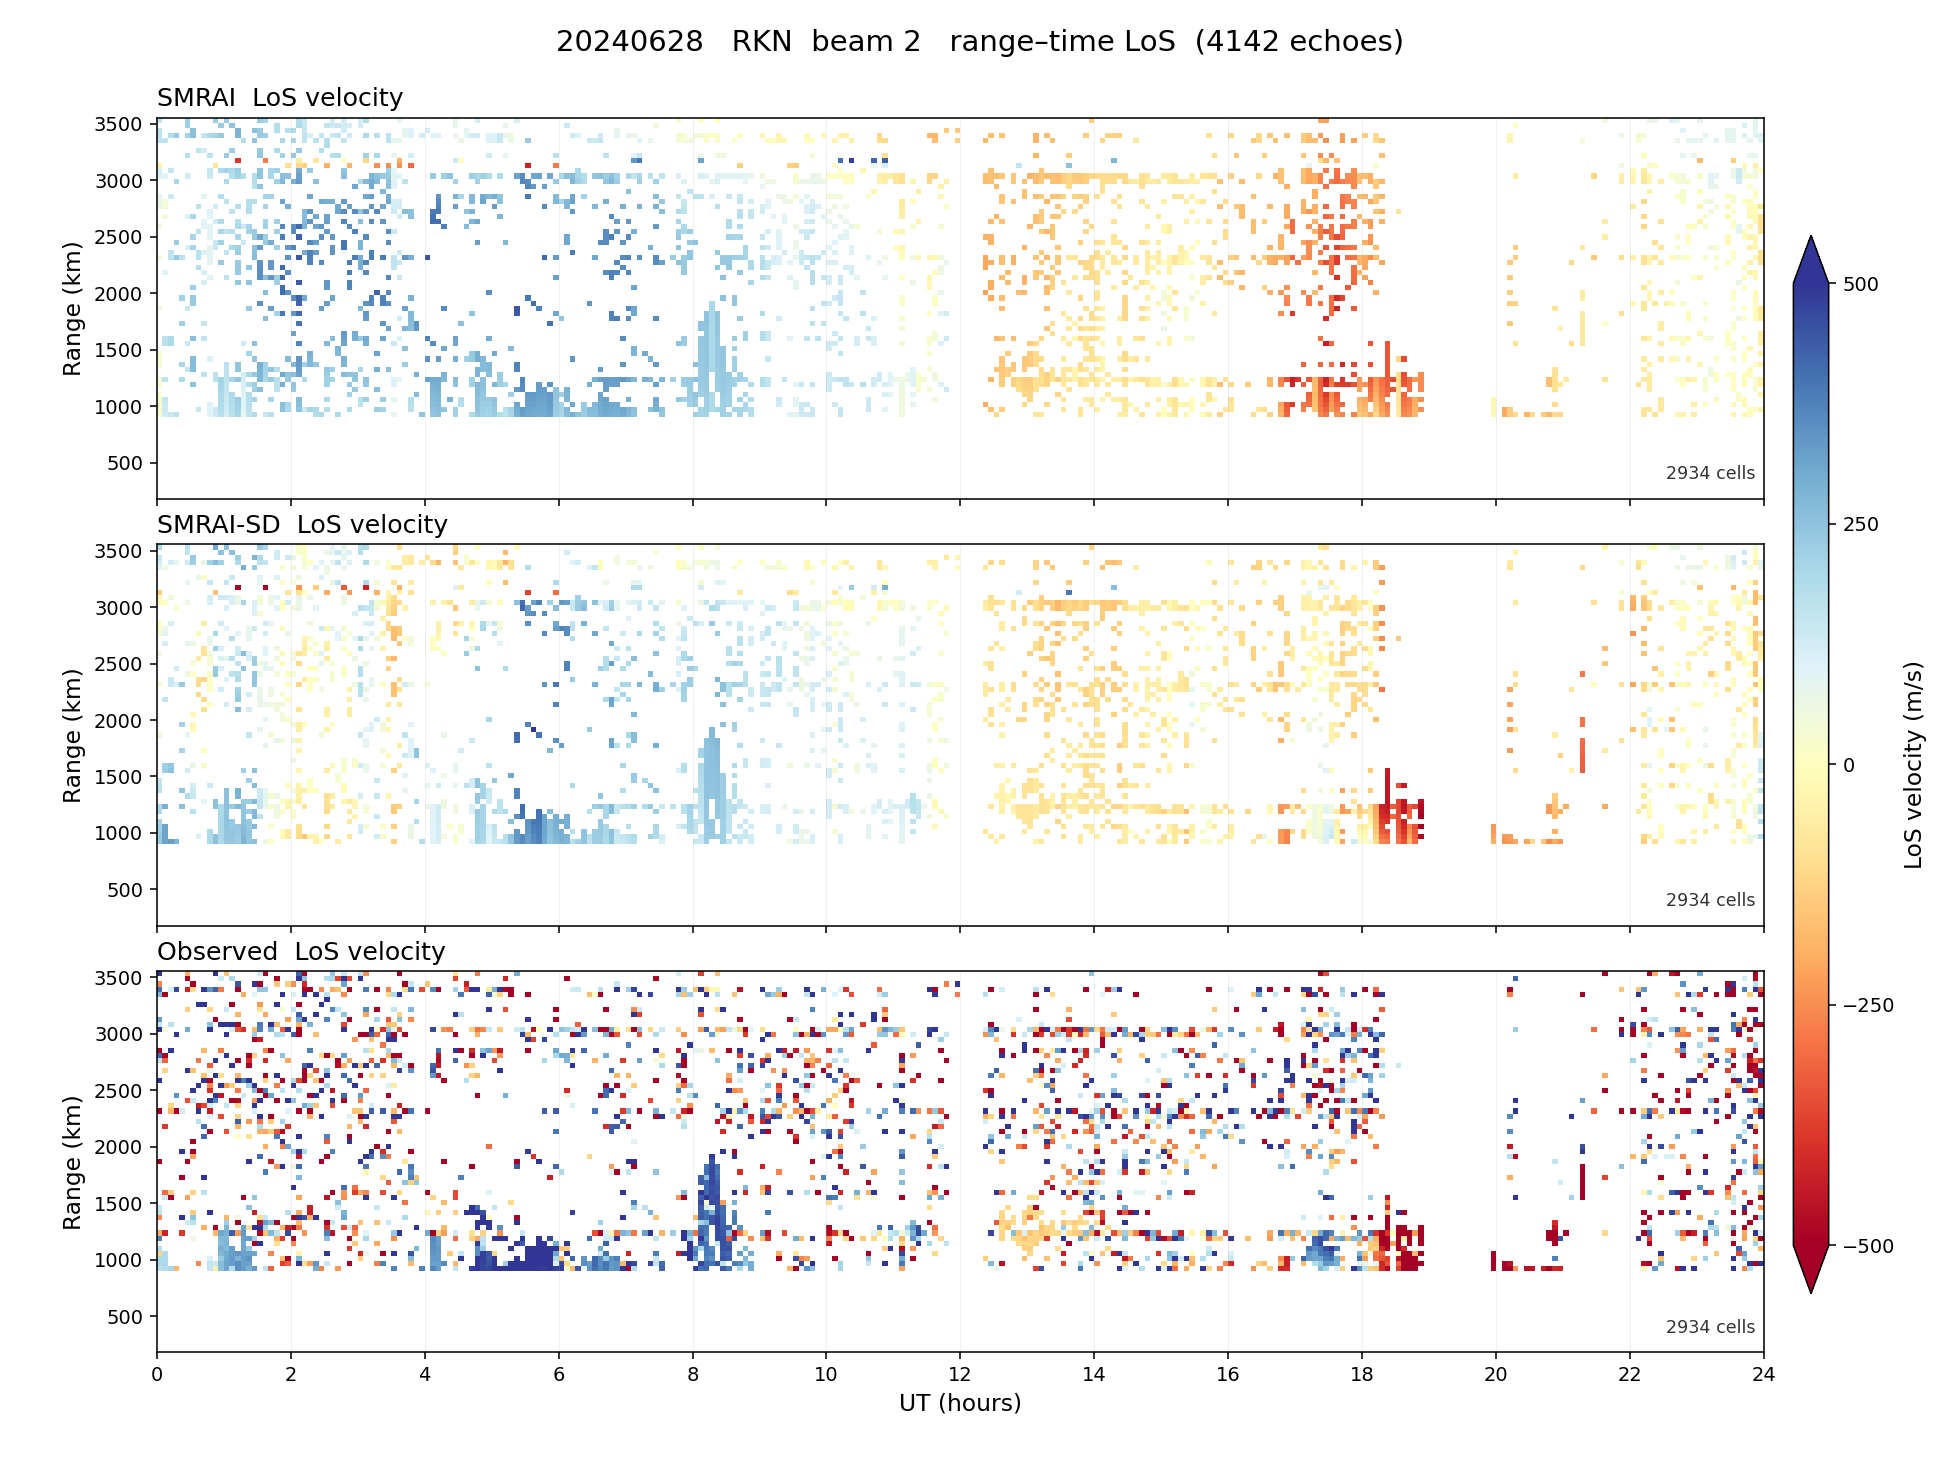 20240628   RKN  beam 2   range–time LoS  (4142 echoes)
SMRAI  LoS velocity
3500
3000
2500
2000
1500
1000
500
Range (km)
2934 cells
SMRAI-SD  LoS velocity
3500
3000
2500
2000
1500
1000
500
Range (km)
2934 cells
Observed  LoS velocity
3500
3000
2500
2000
1500
1000
500
Range (km)
2934 cells
0 2 4 6 8 10 12 14 16 18 20 22 24
UT (hours)
500
250
0
−250
−500
LoS velocity (m/s)